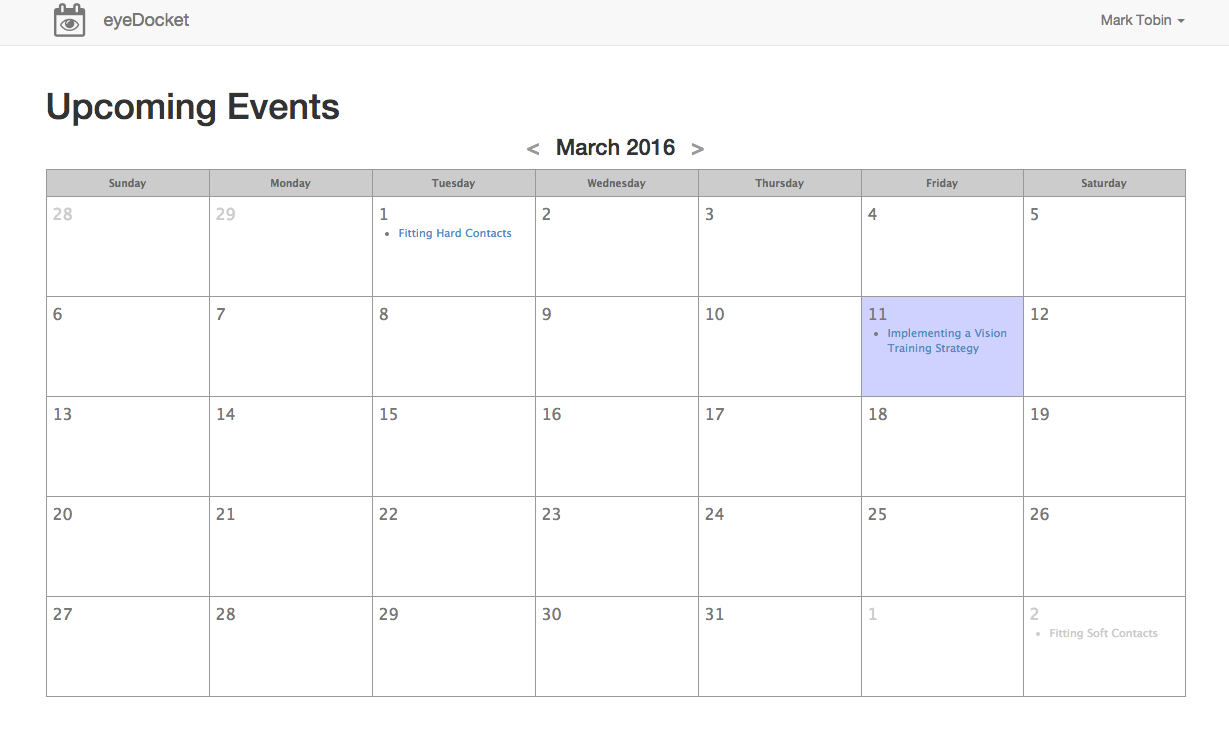 eyeDocket
Mark Tobin
Upcoming Events
< March 2016 >
Sunday Monday Tuesday Wednesday Thursday Friday Saturday
28 29 1 2 3 4 5
Fitting Hard Contacts
6 7 8 9 10 11 12
Implementing a Vision
Training Strategy
13 14 15 16 17 18 19
20 21 22 23 24 25 26
27 28 29 30 31 1 2
Fitting Soft Contacts